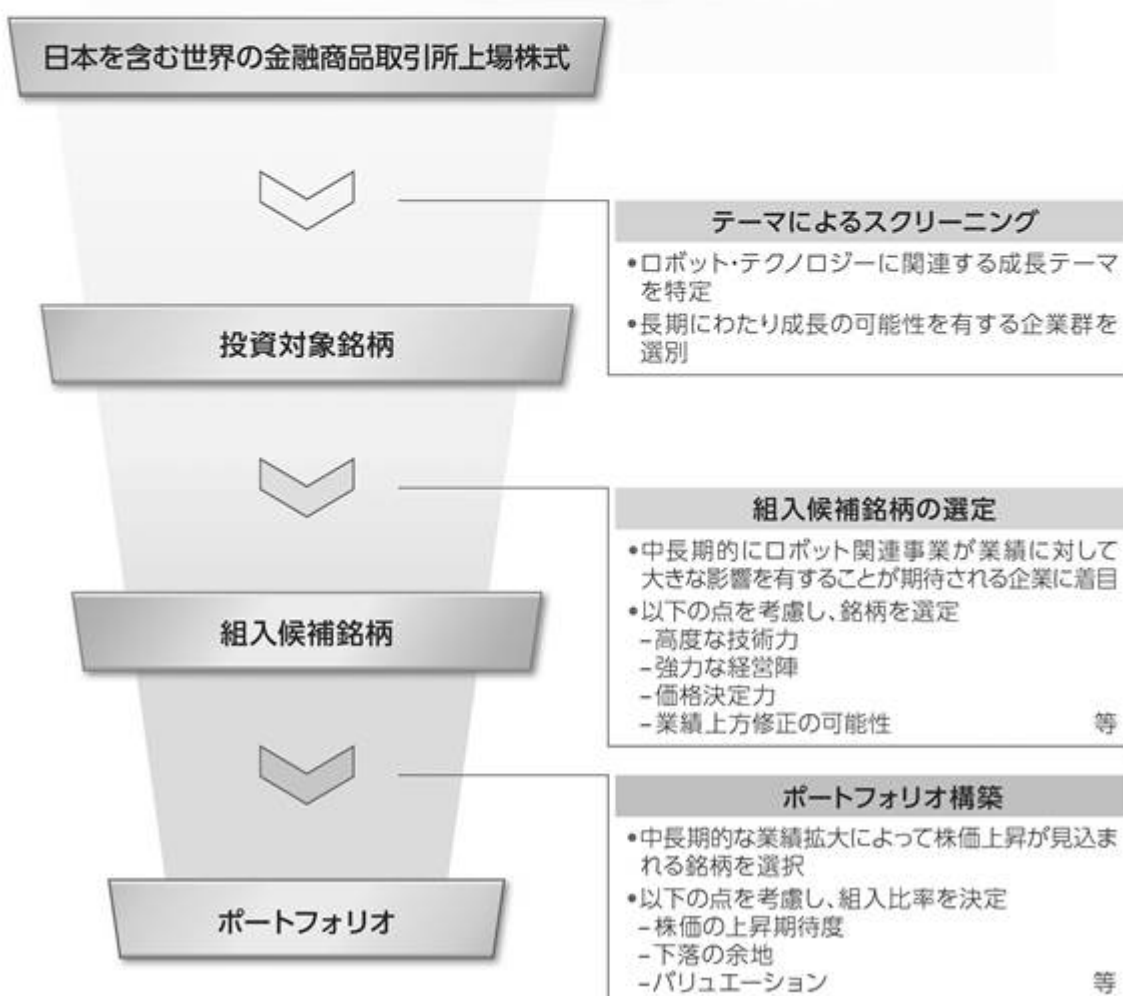 日本を含む世界の金融商品取引所上場株式
テーマによるスクリーニング
•ロボット・テクノロジーに関連する成長テーマ
を特定
•長期にわたり成長の可能性を有する企業群を
選別
投資対象銘柄
組入候補銘柄の選定
•中長期的にロボット関連事業が業績に対して
大きな影響を有することが期待される企業に着目
•以下の点を考慮し、銘柄を選定
−高度な技術力
−強力な経営陣
−価格決定力
−業績上方修正の可能性 等
組入候補銘柄
ポートフォリオ構築
•中長期的な業績拡大によって株価上昇が見込ま
れる銘柄を選択
•以下の点を考慮し、組入比率を決定
−株価の上昇期待度
−下落の余地
−バリュエーション 等
ポートフォリオ